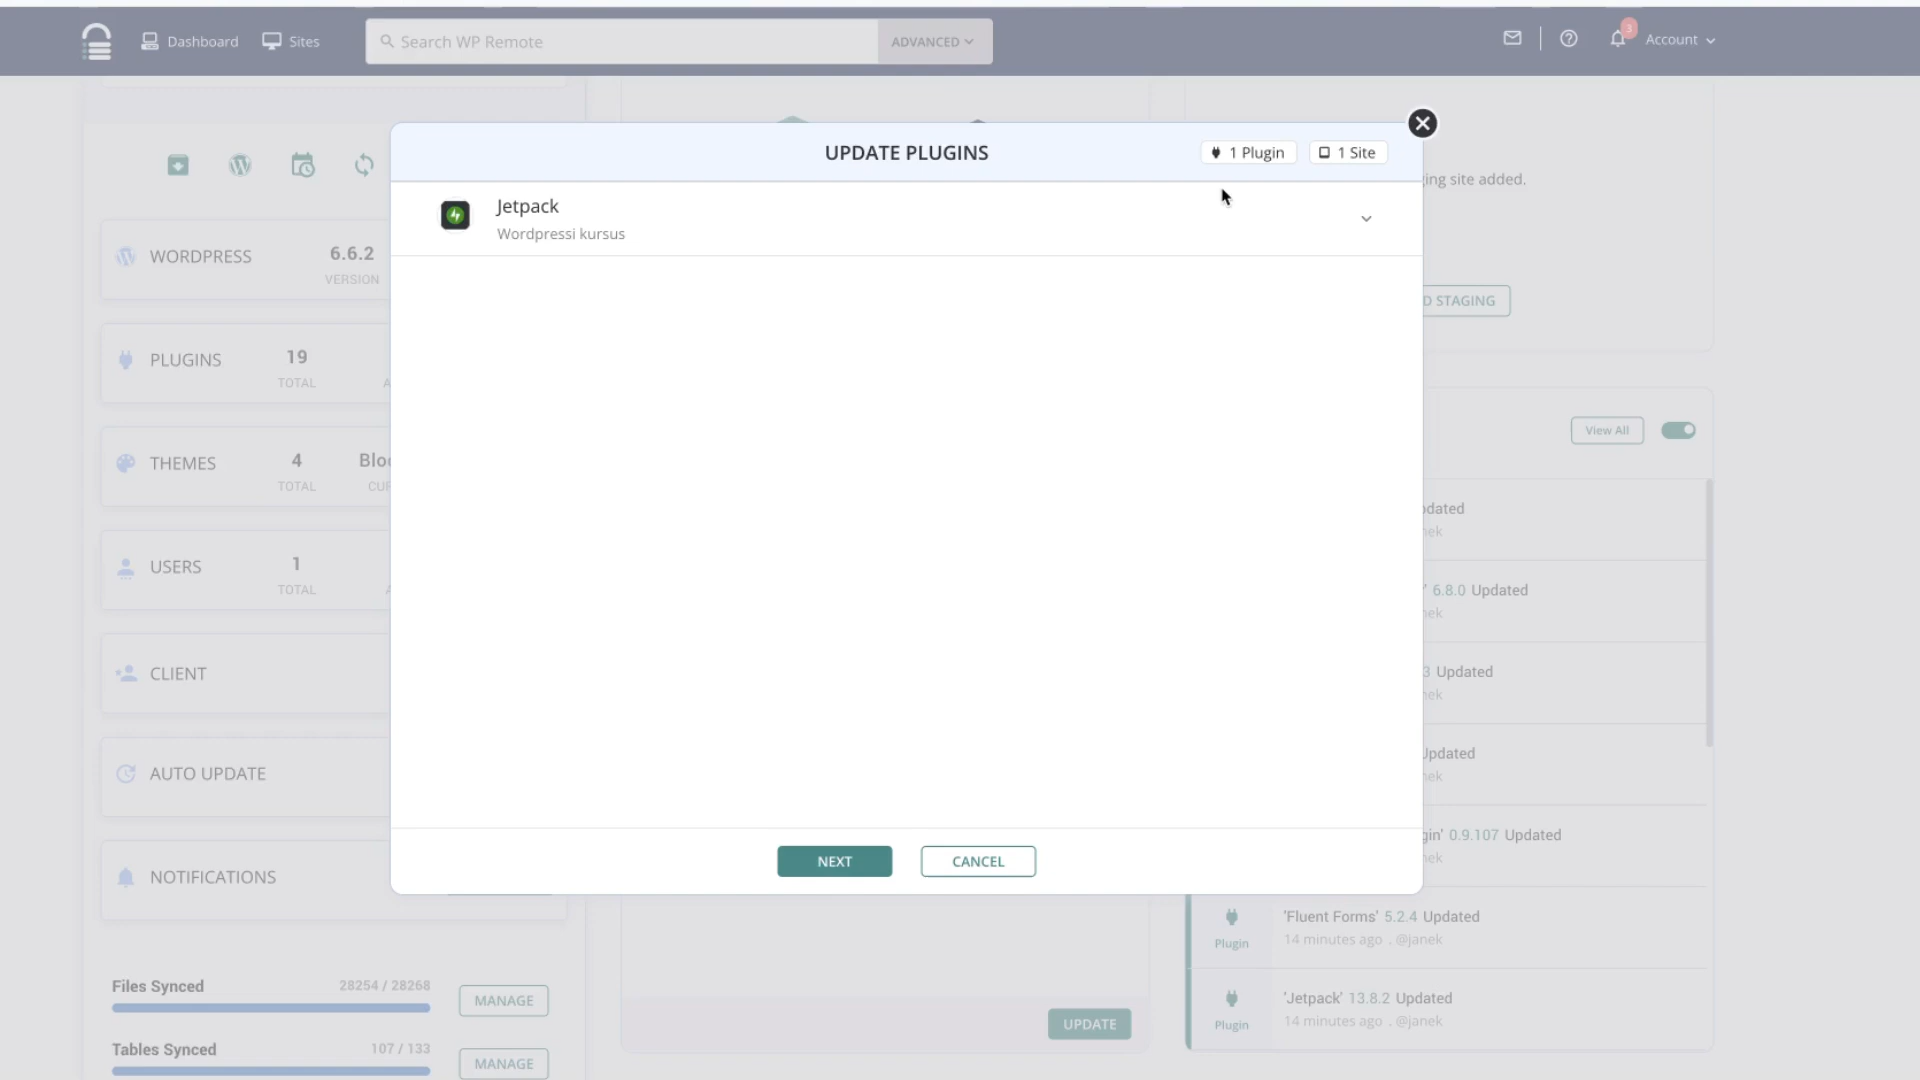 Dashboard
Sites
Search WP Remote
ADVANCED
3
Account
UPDATE PLUGINS
1 Plugin
1 Site
Jetpack
Wordpressi kursus
NEXT
CANCEL
WORDPRESS
6.6.2
VERSION
PLUGINS
19
TOTAL
THEMES
4
TOTAL
USERS
1
TOTAL
CLIENT
AUTO UPDATE
NOTIFICATIONS
Files Synced
28254 / 28268
MANAGE
Tables Synced
107 / 133
MANAGE
UPDATE
site added.
STAGING
View All
6.8.0 Updated
3 Updated
0.9.107 Updated
'Fluent Forms' 5.2.4 Updated
Plugin
14 minutes ago . @janek
'Jetpack' 13.8.2 Updated
Plugin
14 minutes ago . @janek